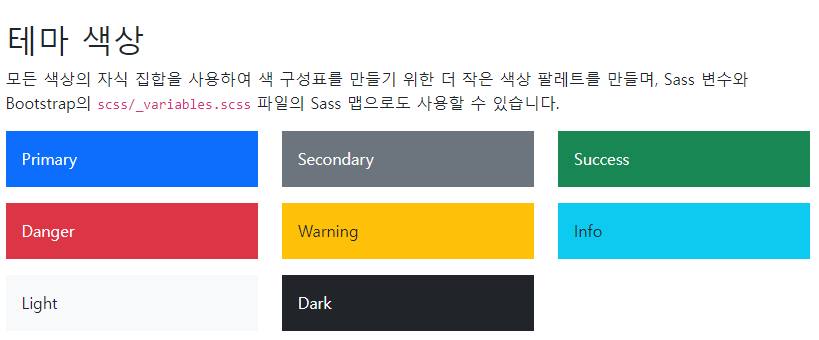 테마 색상
모든 색상의 자식 집합을 사용하여 색 구성표를 만들기 위한 더 작은 색상 팔레트를 만들며, Sass 변수와
Bootstrap의 scss/_variables.scss 파일의 Sass 맵으로도 사용할 수 있습니다.
Primary
Secondary
Success
Danger
Warning
Info
Light
Dark